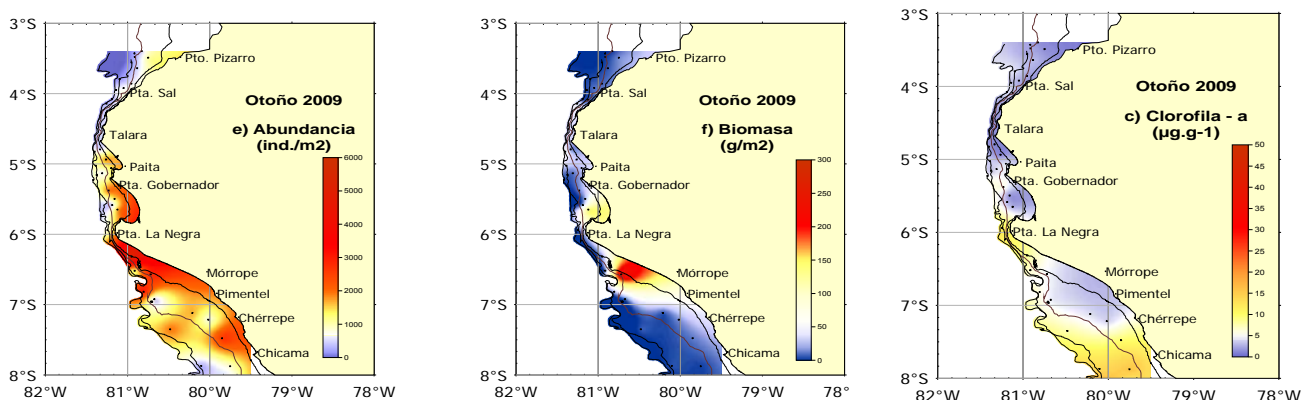 3°S
4°S
5°S
6°S
7°S
8°S
82°W
81°W
80°W
79°W
78°W
Pto. Pizarro
Pta. Sal
Talara
Paita
Pta. Gobernador
Pta. La Negra
Mórrope
Pimentel
Chérrepe
Chicama
Otoño 2009
e) Abundancia
(ind./m2)
6000
5000
4000
3000
2000
1000
0
3°S
4°S
5°S
6°S
7°S
8°S
82°W
81°W
80°W
79°W
78°W
Pto. Pizarro
Pta. Sal
Talara
Paita
Pta. Gobernador
Pta. La Negra
Mórrope
Pimentel
Chérrepe
Chicama
Otoño 2009
f) Biomasa
(g/m2)
300
250
200
150
100
50
0
3°S
4°S
5°S
6°S
7°S
8°S
82°W
81°W
80°W
79°W
78°W
Pto. Pizarro
Pta. Sal
Talara
Paita
Pta. Gobernador
Pta. La Negra
Mórrope
Pimentel
Chérrepe
Chicama
Otoño 2009
c) Clorofila - a
(µg.g-1)
50
45
40
35
30
25
20
15
10
5
0